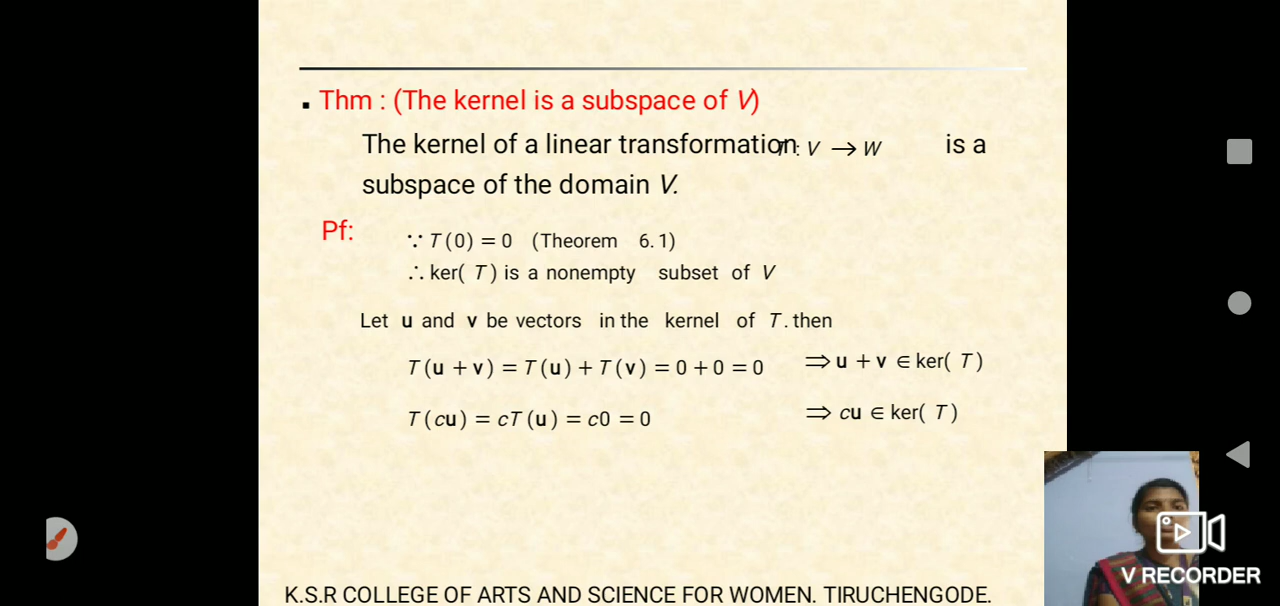 ▪ Thm : (The kernel is a subspace of V)
The kernel of a linear transformation T : V → W is a
subspace of the domain V.
Pf:
∵ T(0) = 0 (Theorem 6.1)
∴ ker( T ) is a nonempty subset of V
Let u and v be vectors in the kernel of T. then
T(u + v) = T(u) + T(v) = 0 + 0 = 0 ⇒ u + v ∈ ker( T )
T(cu) = cT(u) = c0 = 0 ⇒ cu ∈ ker( T )
V RECORDER
K.S.R COLLEGE OF ARTS AND SCIENCE FOR WOMEN. TIRUCHENGODE.